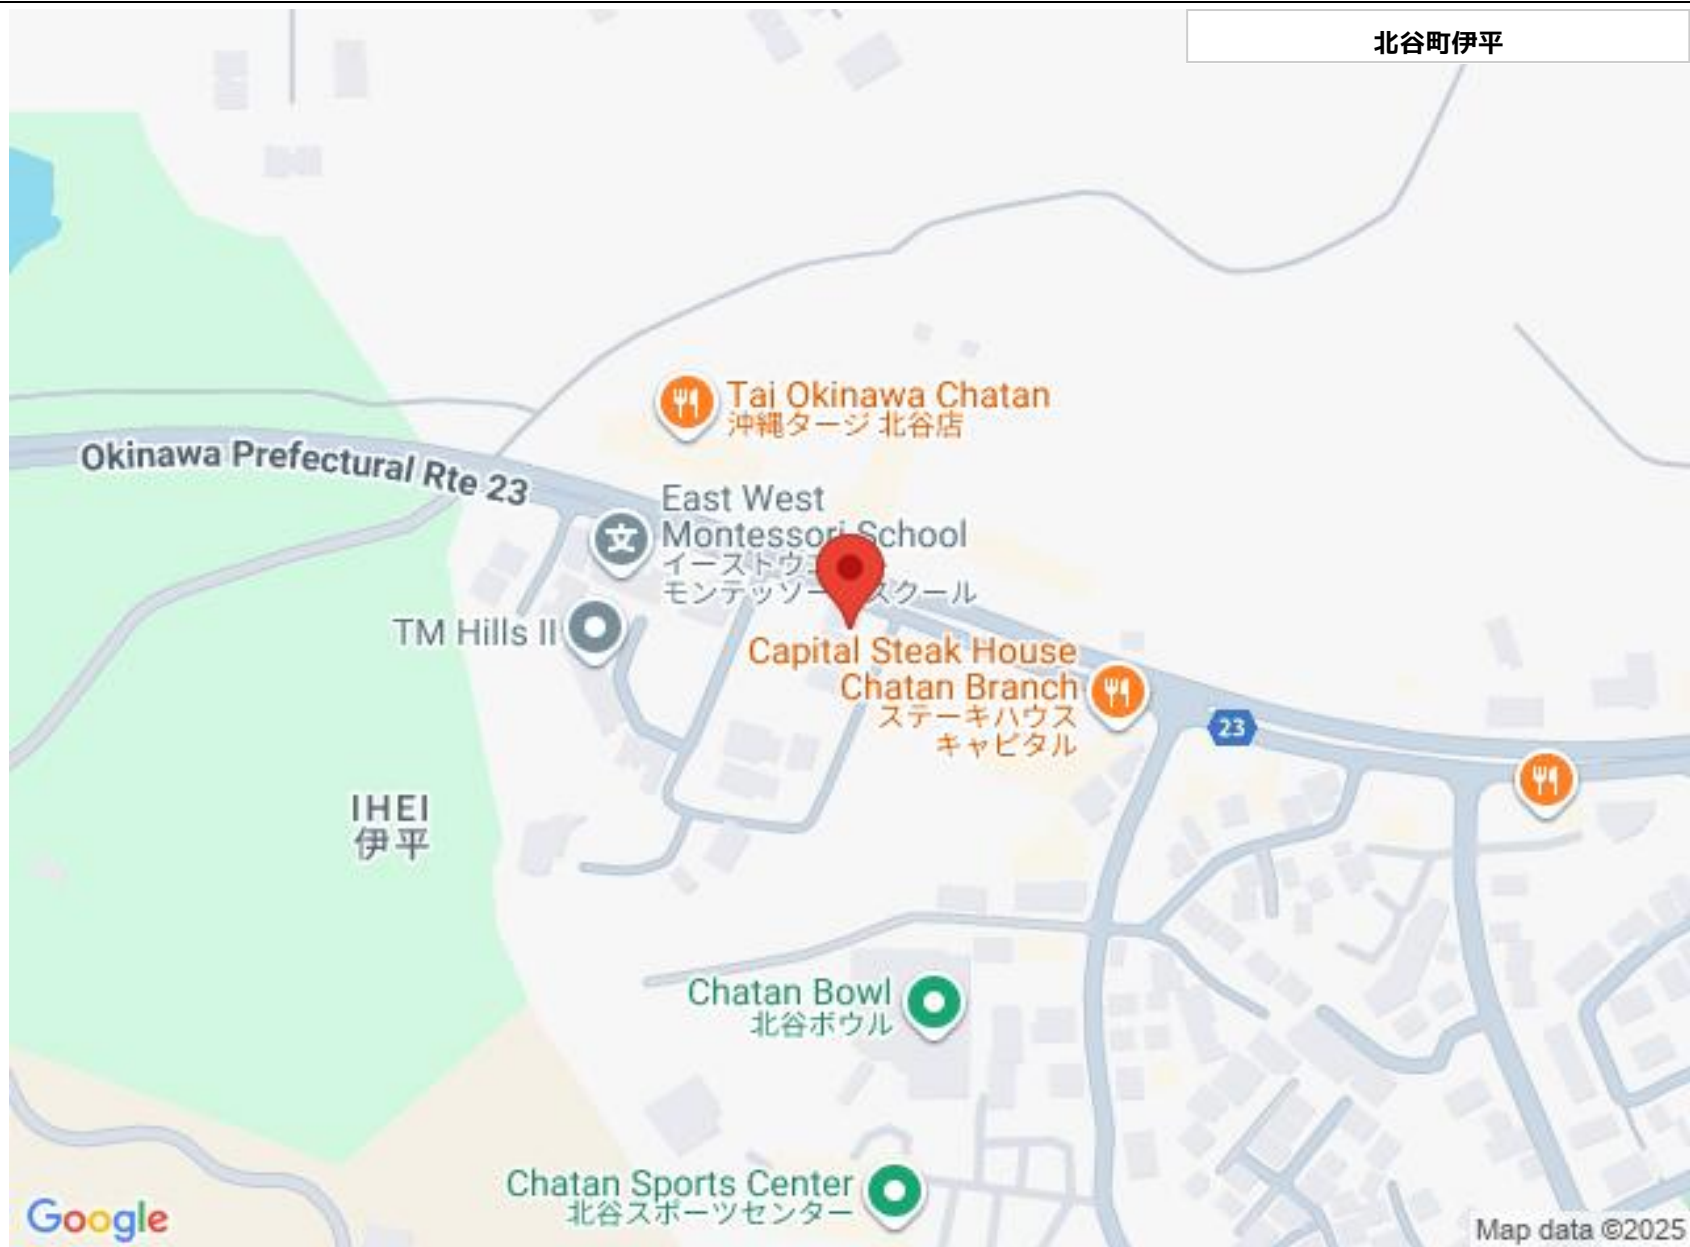 北谷町伊平
Tai Okinawa Chatan
沖縄タージ 北谷店
Okinawa Prefectural Rte 23
East West
Montessori School
イーストウ
モンテッソー スクール
TM Hills II
Capital Steak House
Chatan Branch
ステーキハウス
キャピタル
23
IHEI
伊平
Chatan Bowl
北谷ボウル
Chatan Sports Center
北谷スポーツセンター
Google
Map data ©2025